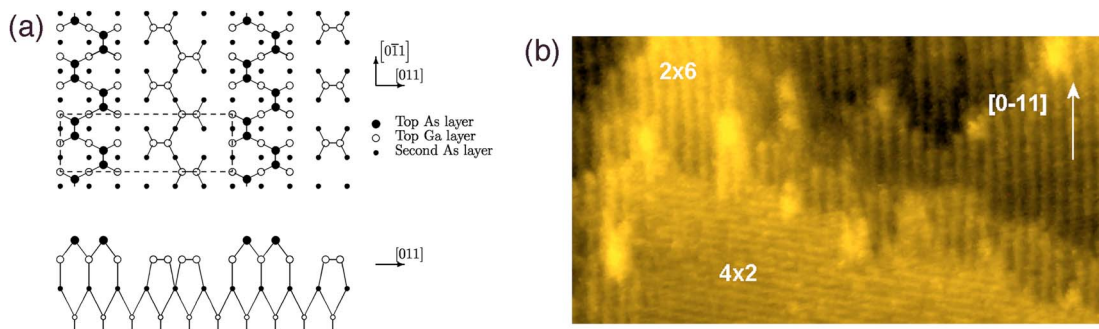 (a)
[01̄1]
[011]
Top As layer
Top Ga layer
Second As layer
[011]
(b)
2x6
[0-11]
4x2